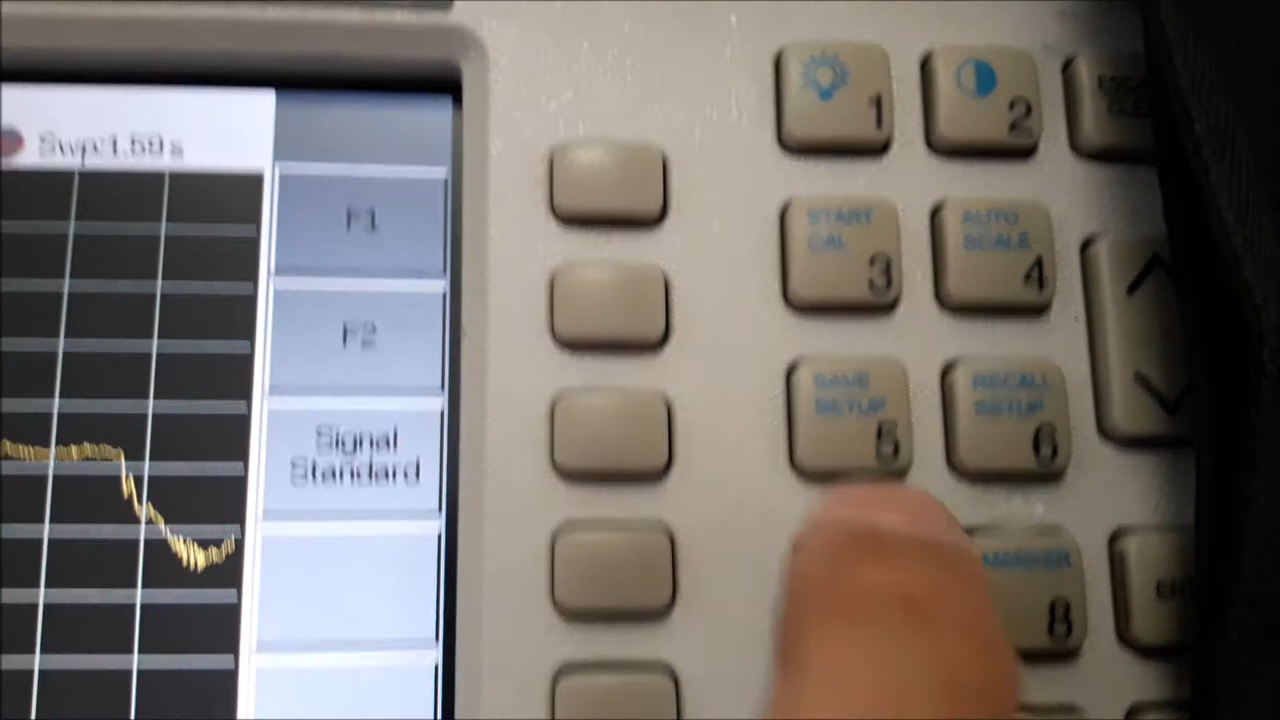 Swp:1.59 s
F1
F2
Signal
Standard
1
2
START
CAL
3
AUTO
SCALE
4
SAVE
SETUP
5
RECALL
SETUP
6
MARKER
8